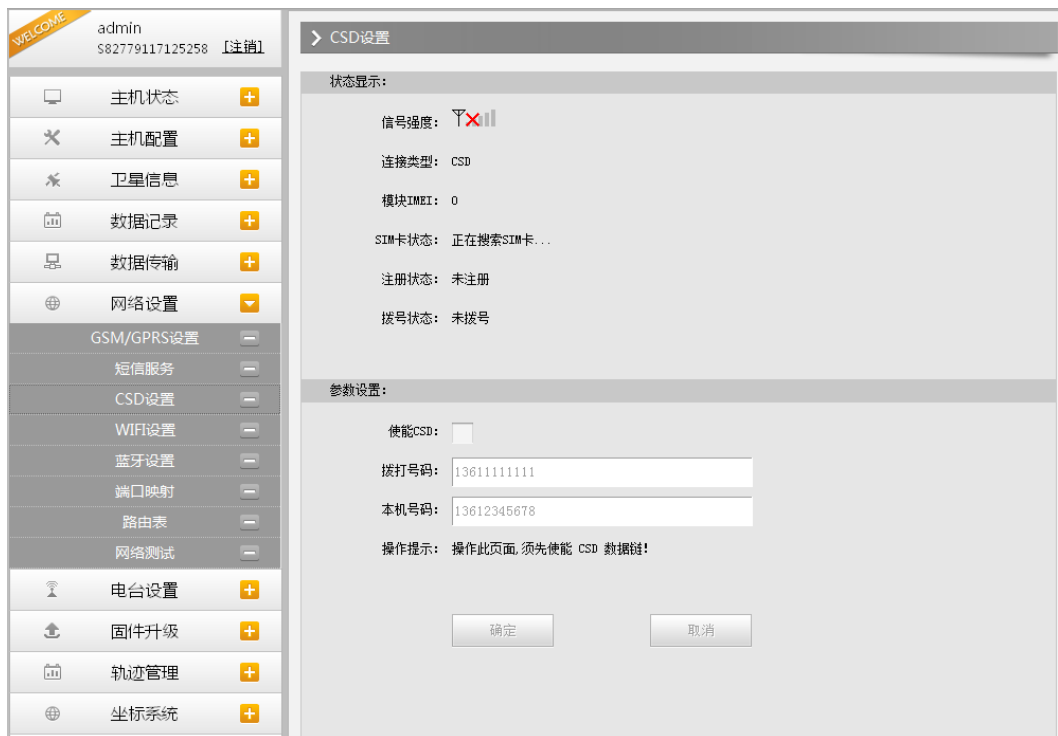 WELCOME
admin
S82779117125258 [注销]
主机状态
主机配置
卫星信息
数据记录
数据传输
网络设置
GSM/GPRS设置
短信服务
CSD设置
WIFI设置
蓝牙设置
端口映射
路由表
网络测试
电台设置
固件升级
轨迹管理
坐标系统
CSD设置
状态显示:
信号强度:
连接类型: CSD
模块IMEI: 0
SIM卡状态: 正在搜索SIM卡...
注册状态: 未注册
拨号状态: 未拨号
参数设置:
使能CSD:
拨打号码: 13611111111
本机号码: 13612345678
操作提示: 操作此页面,须先使能 CSD 数据链!
确定 取消